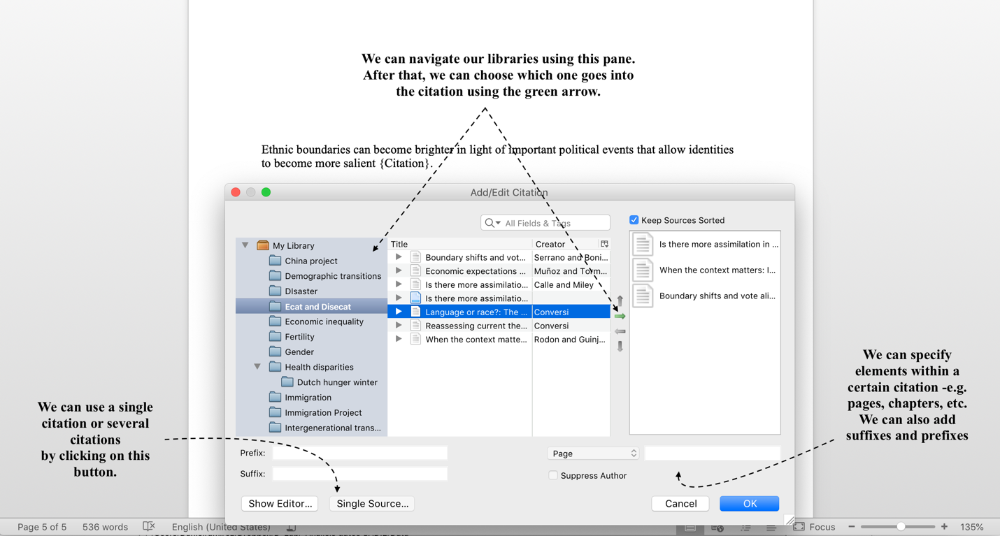 We can navigate our libraries using this pane.
After that, we can choose which one goes into
the citation using the green arrow.
Ethnic boundaries can become brighter in light of important political events that allow identities
to become more salient {Citation}.
Add/Edit Citation
All Fields & Tags
Keep Sources Sorted
My Library
China project
Demographic transitions
DIsaster
Ecat and Disecat
Economic inequality
Fertility
Gender
Health disparities
Dutch hunger winter
Immigration
Immigration Project
Intergenerational trans...
Title Creator
Boundary shifts and vot... Serrano and Boni...
Economic expectations ... Muñoz and Torm...
Is there more assimilatio... Calle and Miley
Is there more assimilatio...
Language or race?: The ... Conversi
Reassessing current the... Conversi
When the context matte... Rodon and Guinj...
Is there more assimilation in ...
When the context matters: I...
Boundary shifts and vote ali...
We can use a single
citation or several
citations
by clicking on this
button.
We can specify
elements within a
certain citation -e.g.
pages, chapters, etc.
We can also add
suffixes and prefixes
Prefix:
Suffix:
Page
Suppress Author
Show Editor...
Single Source...
Cancel
OK
Page 5 of 5 536 words English (United States) Focus 135%